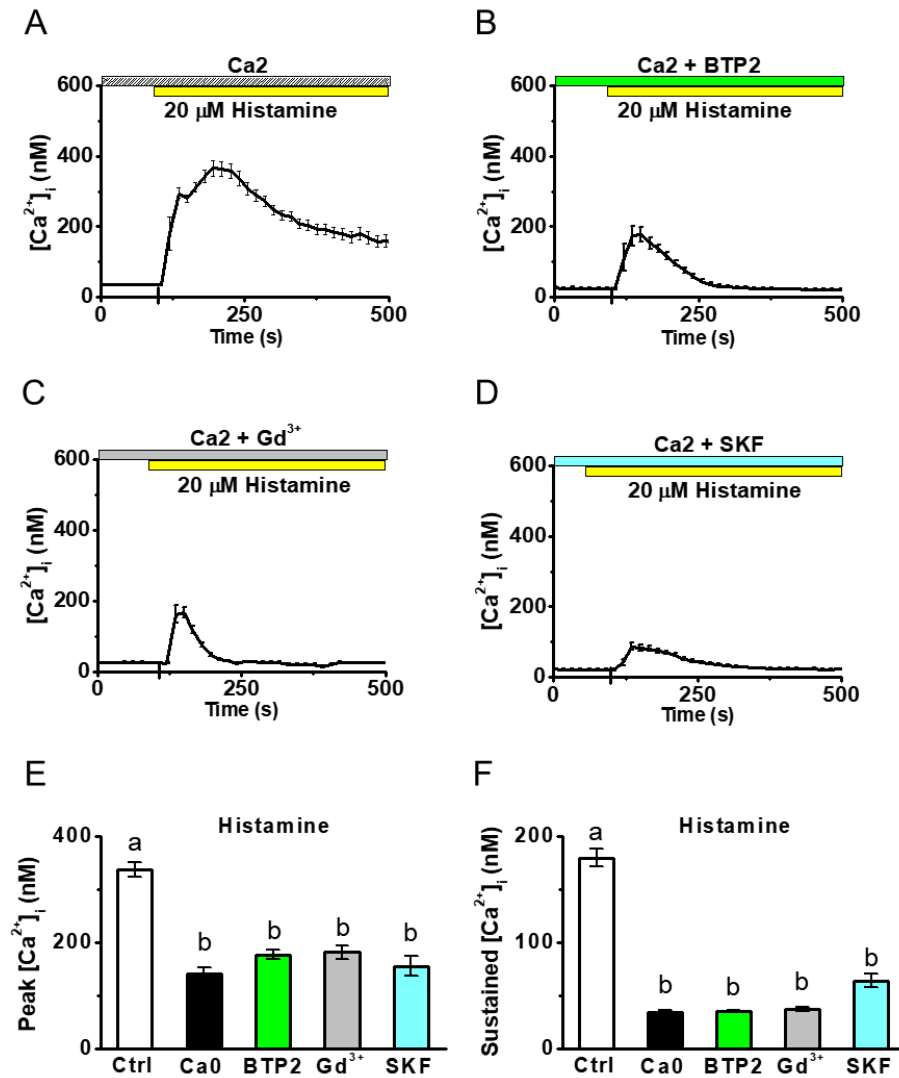 A
Ca2
20 μM Histamine
600
400
200
0
[Ca²⁺]ᵢ (nM)
0
250
500
Time (s)
B
Ca2 + BTP2
20 μM Histamine
600
400
200
0
[Ca²⁺]ᵢ (nM)
0
250
500
Time (s)
C
Ca2 + Gd³⁺
20 μM Histamine
600
400
200
0
[Ca²⁺]ᵢ (nM)
0
250
500
Time (s)
D
Ca2 + SKF
20 μM Histamine
600
400
200
0
[Ca²⁺]ᵢ (nM)
0
250
500
Time (s)
E
Histamine
400
200
0
Peak [Ca²⁺]ᵢ (nM)
a
b
b
b
b
Ctrl
Ca0
BTP2
Gd³⁺
SKF
F
Histamine
200
100
0
Sustained [Ca²⁺]ᵢ (nM)
a
b
b
b
b
Ctrl
Ca0
BTP2
Gd³⁺
SKF